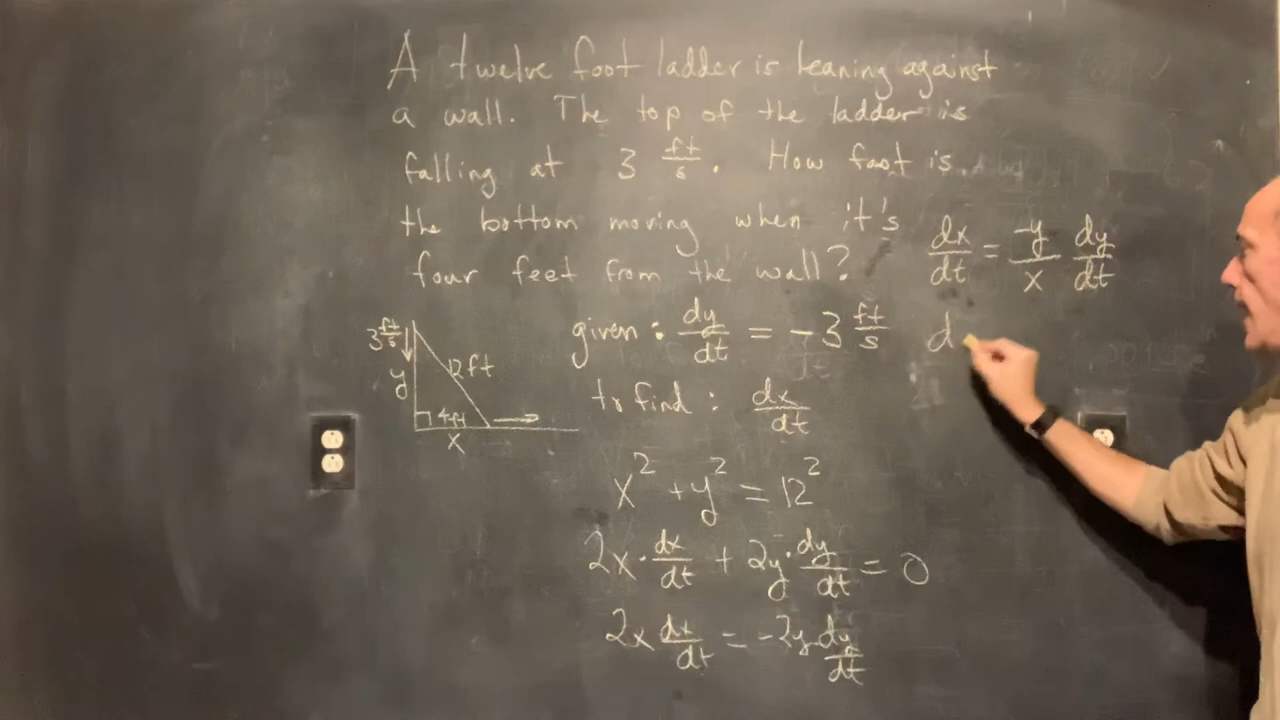 A twelve foot ladder is leaning against
a wall. The top of the ladder is
falling at 3 ft/s. How fast is
the bottom moving when it's
four feet from the wall?
dx/dt = -y/x dy/dt
given: dy/dt = -3 ft/s
d
to find: dx/dt
x² + y² = 12²
2x · dx/dt + 2y · dy/dt = 0
2x dx/dt = -2y dy/dt
3 ft/s
y
12ft
4ft
x